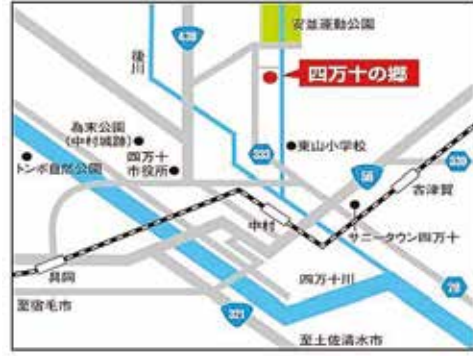 安並運動公園
439
後川
四万十の郷
為末公園
(中村城跡)
東山小学校
333
339
トンボ自然公園
四万十
市役所
56
古津賀
中村
サニータウン四万十
具同
四万十川
20
至宿毛市
321
至土佐清水市